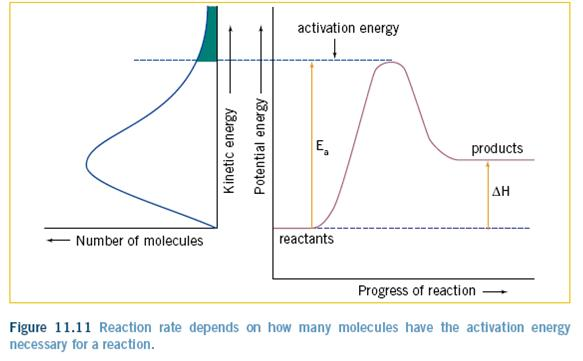 activation energy
Kinetic energy
Potential energy
Eₐ
products
ΔH
Number of molecules
reactants
Progress of reaction
Figure 11.11 Reaction rate depends on how many molecules have the activation energy
necessary for a reaction.